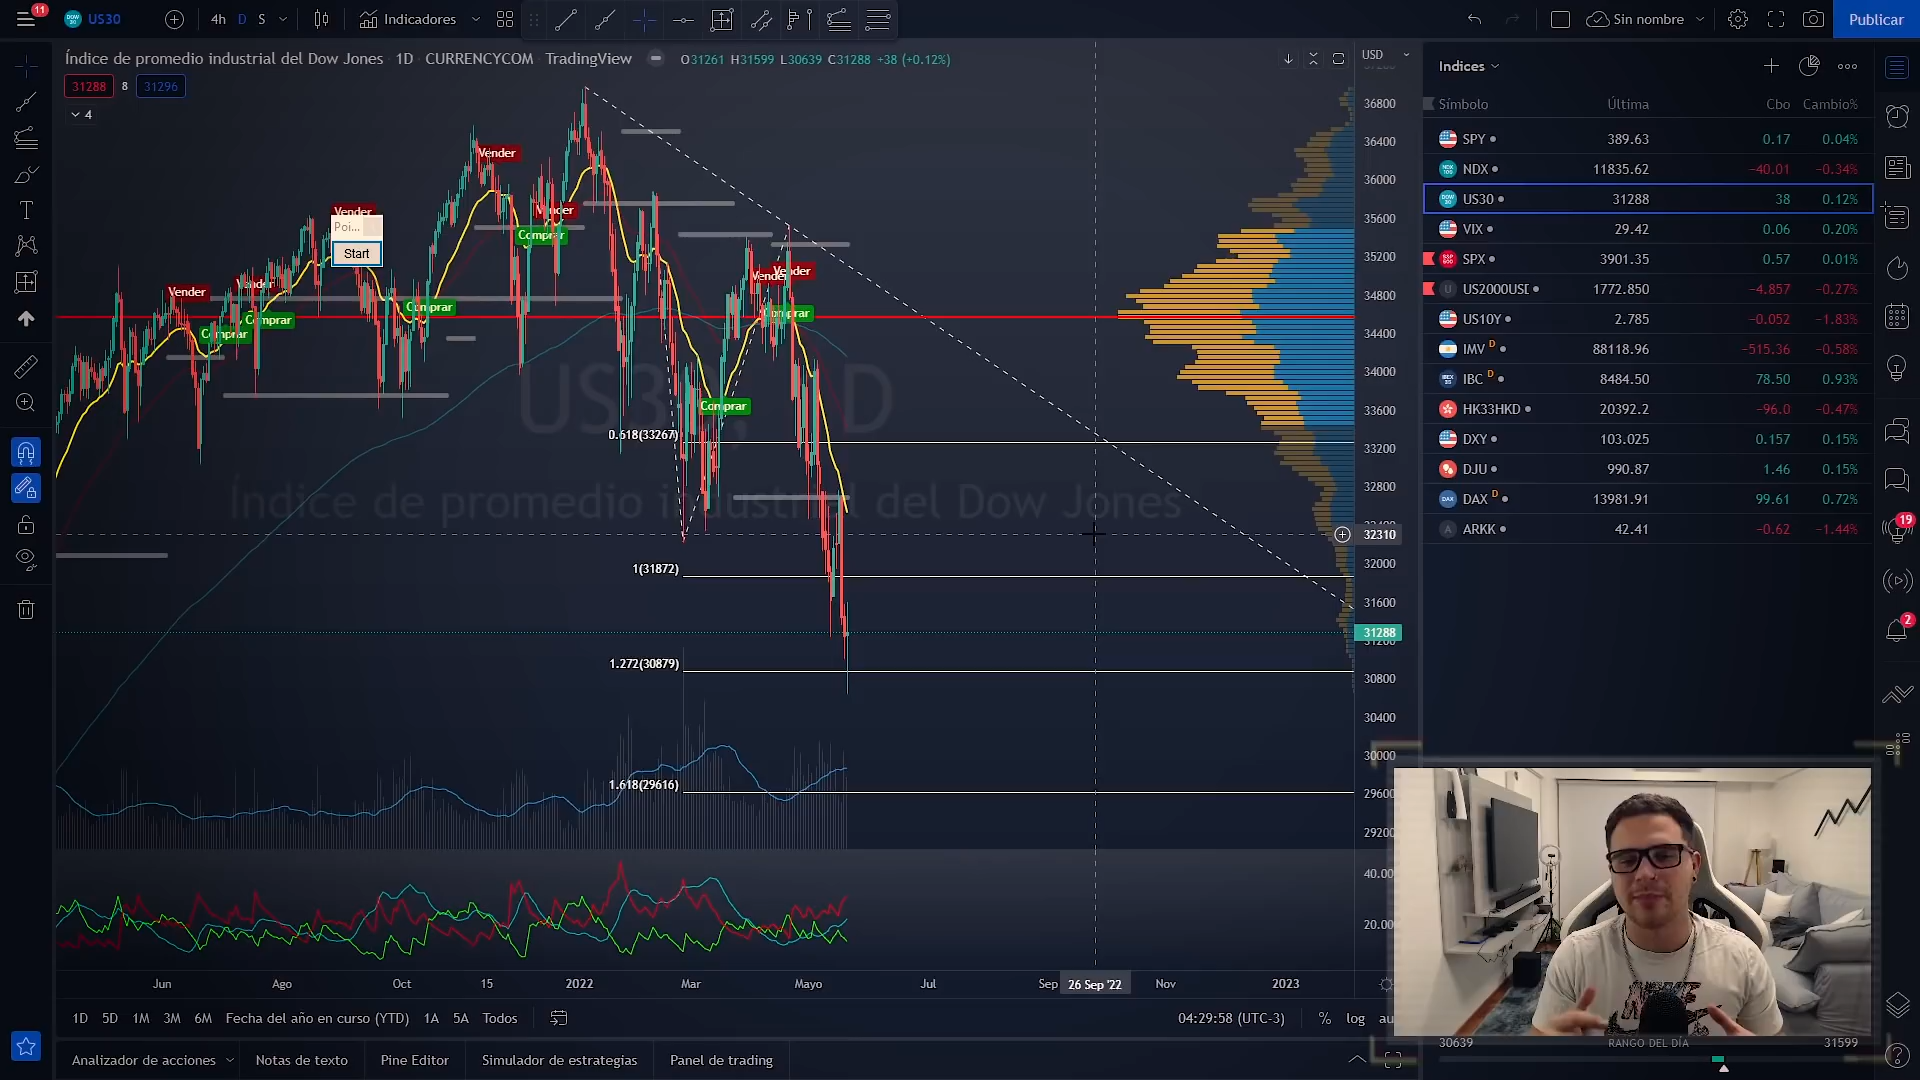 11
US30
4h
D
S
Indicadores
Sin nombre
Publicar
Índice de promedio industrial del Dow Jones · 1D · CURRENCYCOM · TradingView
O31261 H31599 L30639 C31288 +38 (+0.12%)
31288
8
31296
4
USD
36800
36400
36000
35600
35200
34800
34400
34000
33600
33200
32800
32310
32000
31600
31288
30800
30400
30000
29600
29200
40.00
20.00
Vender
Vender
Vender
Vender
Vender
Vender
Vender
Comprar
Comprar
Comprar
Comprar
Comprar
Comprar
Poi...
Start
Índice de promedio industrial del Dow Jones
0.618(33267)
1(31872)
1.272(30879)
1.618(29616)
Jun
Ago
Oct
15
2022
Mar
Mayo
Jul
Sep
26 Sep '22
Nov
2023
1D
5D
1M
3M
6M
Fecha del año en curso (YTD)
1A
5A
Todos
04:29:58 (UTC-3)
%
log
Analizador de acciones
Notas de texto
Pine Editor
Simulador de estrategias
Panel de trading
Indices
Símbolo Última Cbo Cambio%
SPY 389.63 0.17 0.04%
NDX 11835.62 −40.01 −0.34%
US30 31288 38 0.12%
VIX 29.42 0.06 0.20%
SPX 3901.35 0.57 0.01%
US2000USD 1772.850 −4.857 −0.27%
US10Y 2.785 −0.052 −1.83%
IMV D 88118.96 −515.36 −0.58%
IBC D 8484.50 78.50 0.93%
HK33HKD 20392.2 −96.0 −0.47%
DXY 103.025 0.157 0.15%
DJU 990.87 1.46 0.15%
DAX D 13981.91 99.61 0.72%
ARKK 42.41 −0.62 −1.44%
19
2
30639
RANGO DEL DÍA
31599